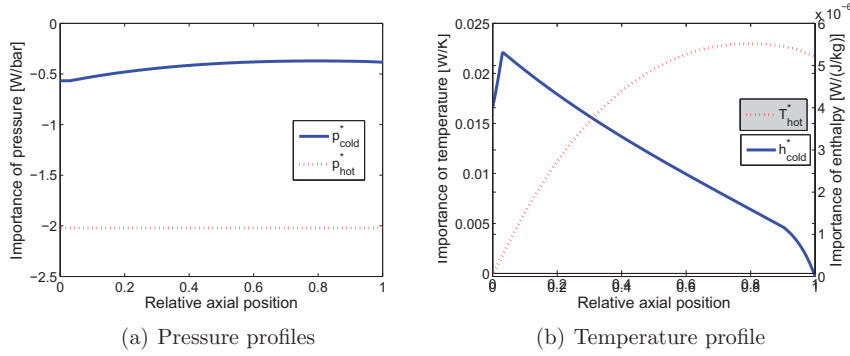 0
−0.5
−1
−1.5
−2
−2.5
0 0.2 0.4 0.6 0.8 1
Importance of pressure [W/bar]
Relative axial position
p*cold
p*hot
(a) Pressure profiles
0.025
0.02
0.015
0.01
0.005
0
0 0.2 0.4 0.6 0.8 1
Importance of temperature [W/K]
x 10⁻⁶
6
5
4
3
2
1
0
Importance of enthalpy [W/(J/kg)]
T*hot
h*cold
Relative axial position
(b) Temperature profile